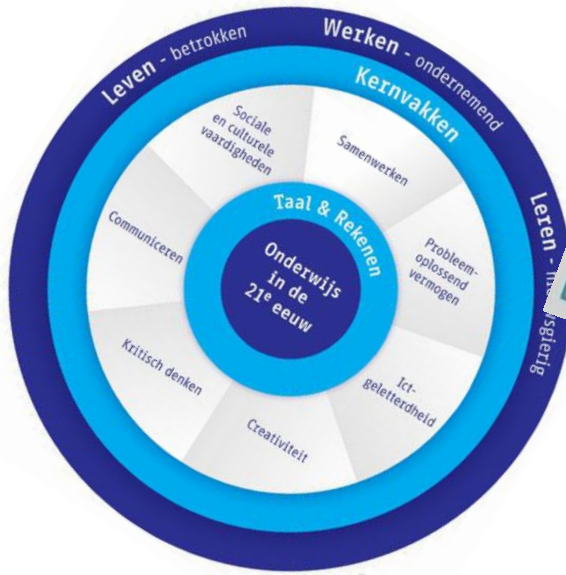 Leven - betrokken
Werken - ondernemend
Leren -
Kernvakken
Sociale
en culturele
vaardigheden
Samenwerken
Probleem-
oplossend
vermogen
Ict-
geletterdheid
Creativiteit
Kritisch denken
Communiceren
Taal & Rekenen
Onderwijs
in de
21e eeuw